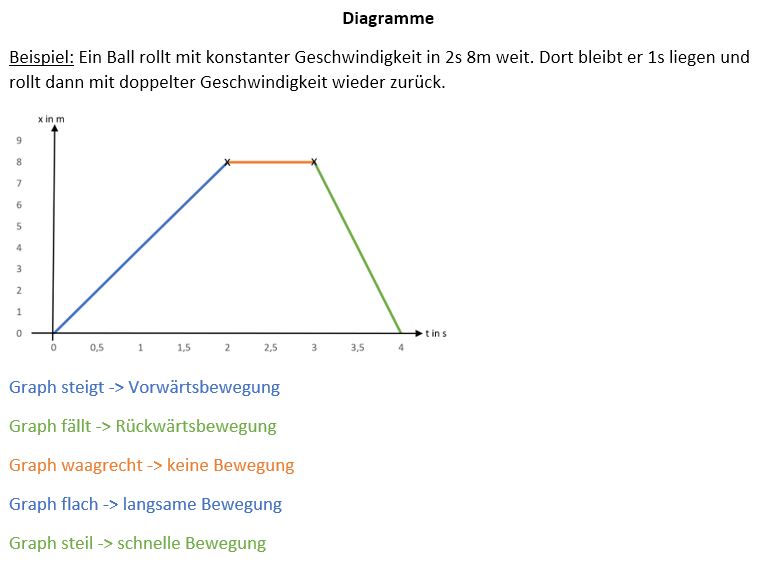 Diagramme
Beispiel: Ein Ball rollt mit konstanter Geschwindigkeit in 2s 8m weit. Dort bleibt er 1s liegen und
rollt dann mit doppelter Geschwindigkeit wieder zurück.
x in m
9
8
7
6
5
4
3
2
1
0
t in s
0 0,5 1 1,5 2 2,5 3 3,5 4
Graph steigt -> Vorwärtsbewegung
Graph fällt -> Rückwärtsbewegung
Graph waagrecht -> keine Bewegung
Graph flach -> langsame Bewegung
Graph steil -> schnelle Bewegung